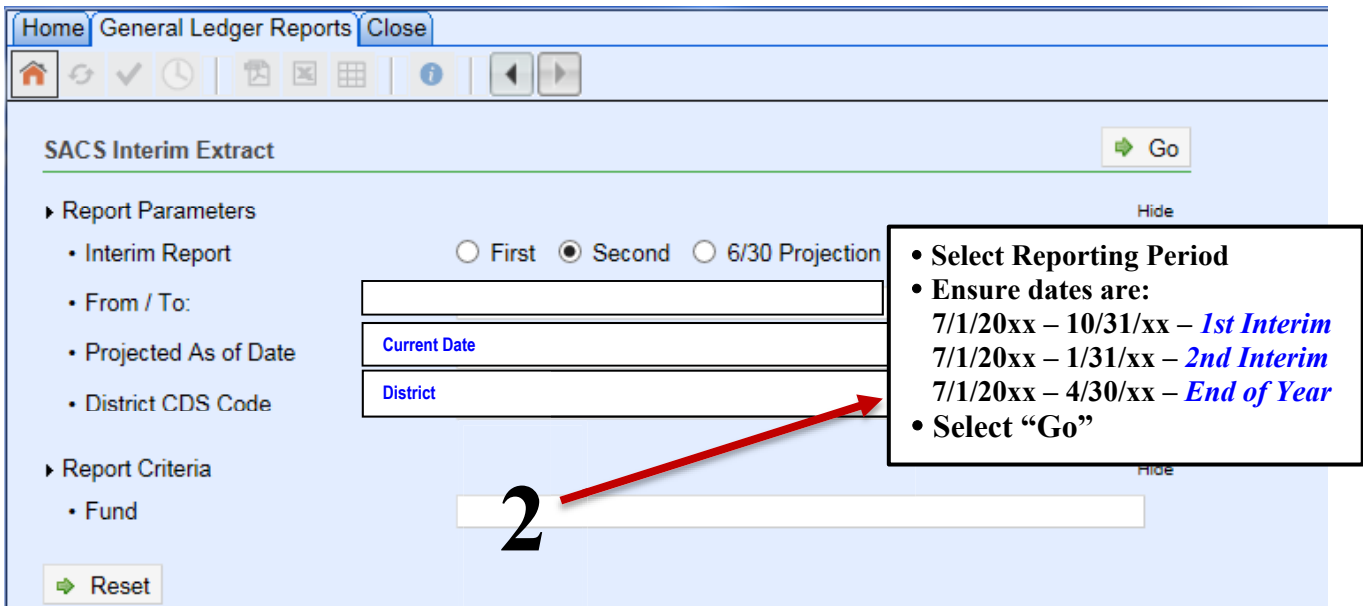 Home General Ledger Reports Close
SACS Interim Extract
Go
Report Parameters
Hide
• Interim Report
First Second 6/30 Projection
• From / To:
• Projected As of Date
Current Date
• District CDS Code
District
• Select Reporting Period
• Ensure dates are:
7/1/20xx – 10/31/xx – 1st Interim
7/1/20xx – 1/31/xx – 2nd Interim
7/1/20xx – 4/30/xx – End of Year
• Select “Go”
Report Criteria
Hide
• Fund
2
Reset